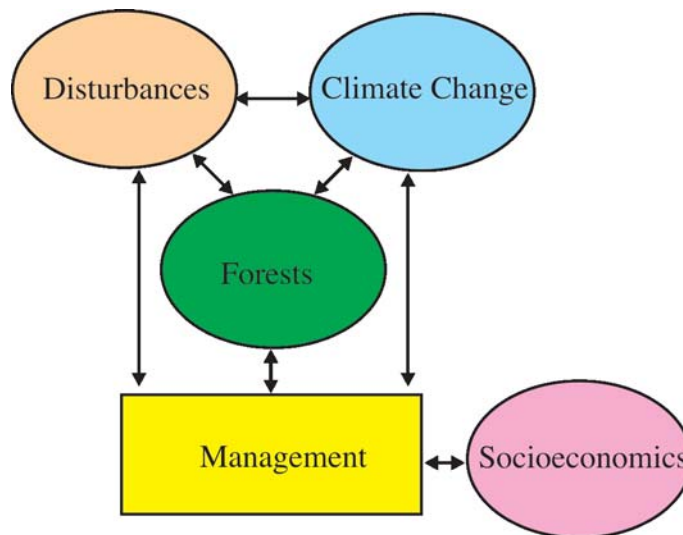 Disturbances
Climate Change
Forests
Management
Socioeconomics